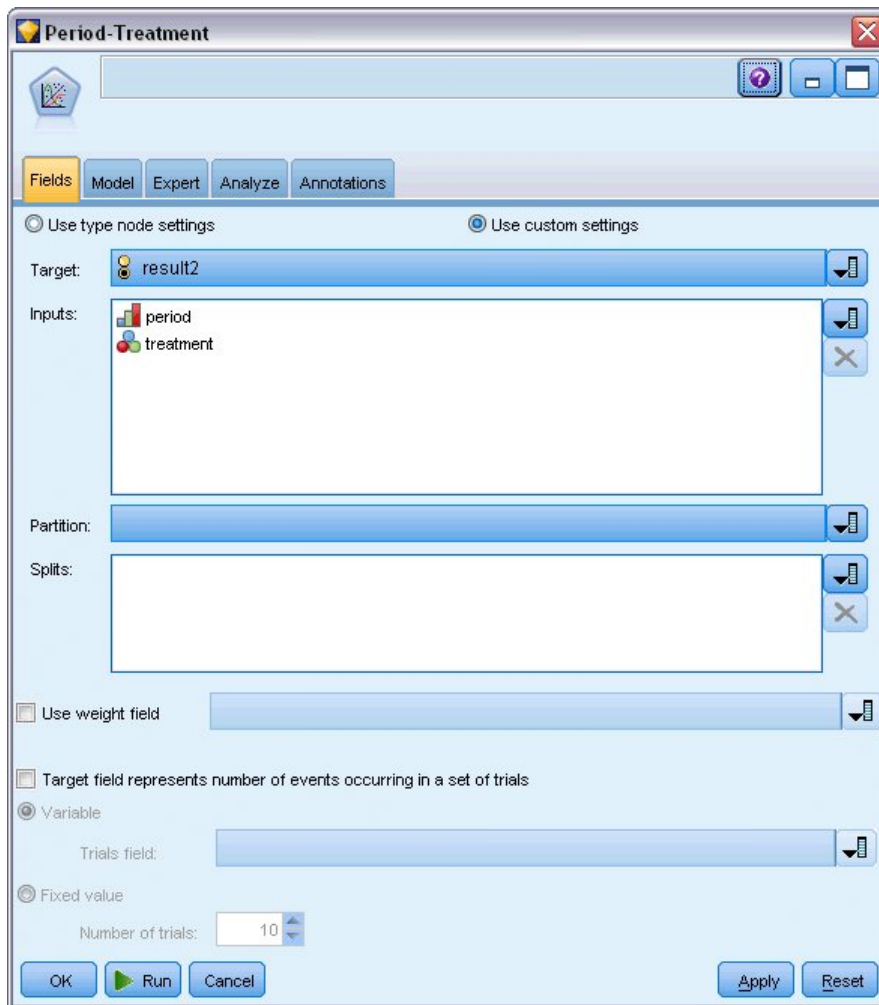 Period-Treatment
?
Fields Model Expert Analyze Annotations
Use type node settings Use custom settings
Target: result2
Inputs: period
treatment
Partition:
Splits:
Use weight field
Target field represents number of events occurring in a set of trials
Variable
Trials field:
Fixed value
Number of trials: 10
OK Run Cancel Apply Reset